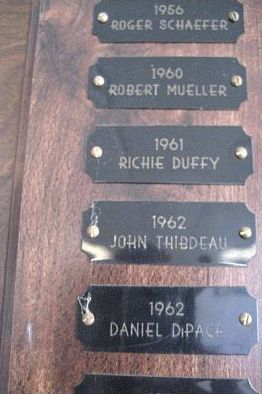 1956
ROGER SCHAEFER
1960
ROBERT MUELLER
1961
RICHIE DUFFY
1962
JOHN THIBDEAU
1962
DANIEL DIPACE